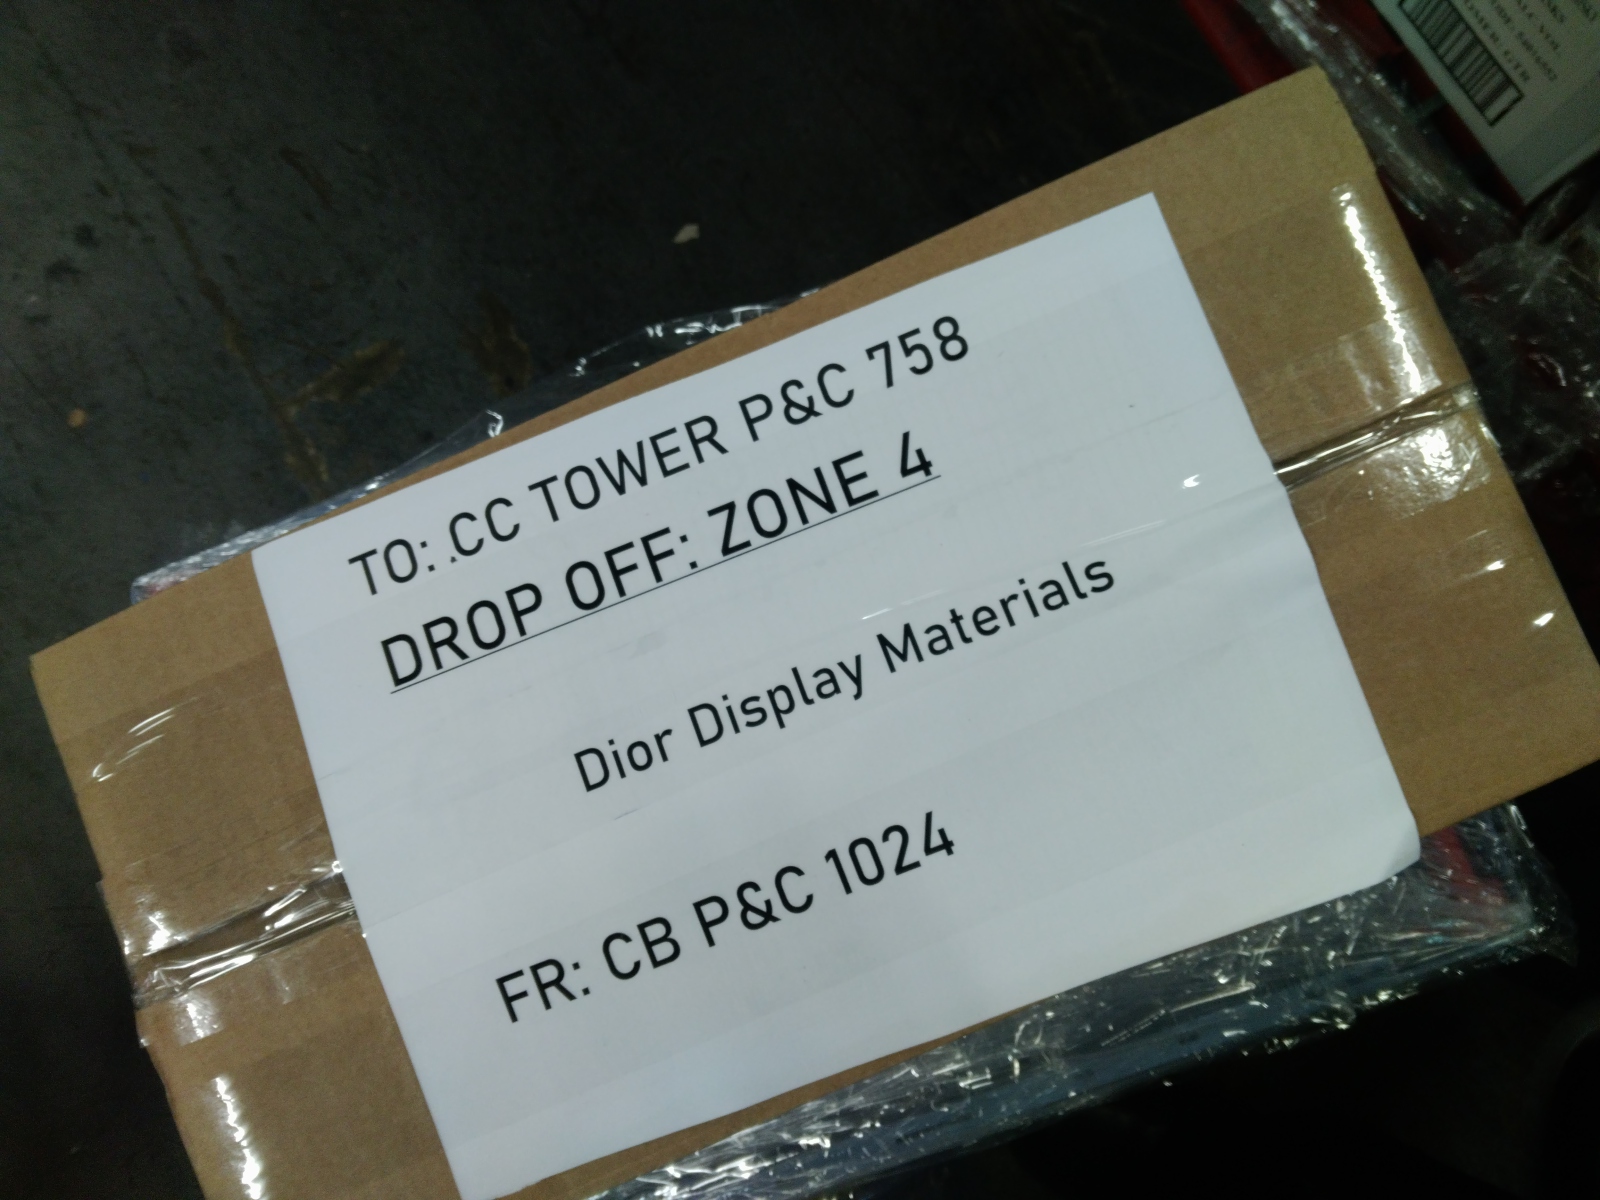 TO: CC TOWER P&C 758
DROP OFF: ZONE 4
Dior Display Materials
FR: CB P&C 1024